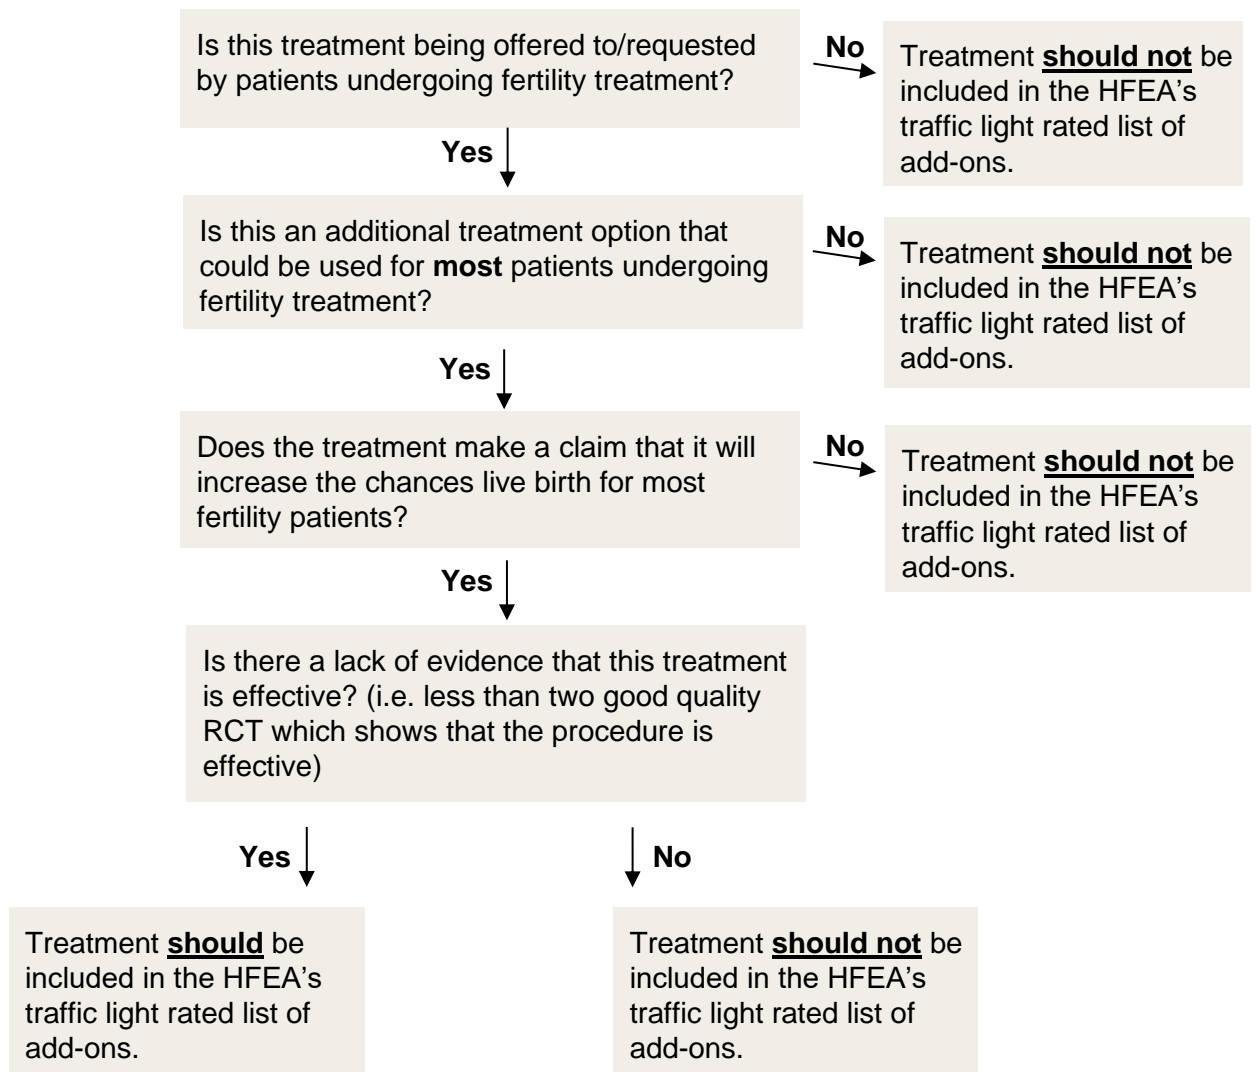 Is this treatment being offered to/requested
by patients undergoing fertility treatment?
No
Treatment should not be
included in the HFEA's
traffic light rated list of
add-ons.
Yes
Is this an additional treatment option that
could be used for most patients undergoing
fertility treatment?
No
Treatment should not be
included in the HFEA's
traffic light rated list of
add-ons.
Yes
Does the treatment make a claim that it will
increase the chances live birth for most
fertility patients?
No
Treatment should not be
included in the HFEA's
traffic light rated list of
add-ons.
Yes
Is there a lack of evidence that this treatment
is effective? (i.e. less than two good quality
RCT which shows that the procedure is
effective)
Yes
No
Treatment should be
included in the HFEA's
traffic light rated list of
add-ons.
Treatment should not be
included in the HFEA's
traffic light rated list of
add-ons.